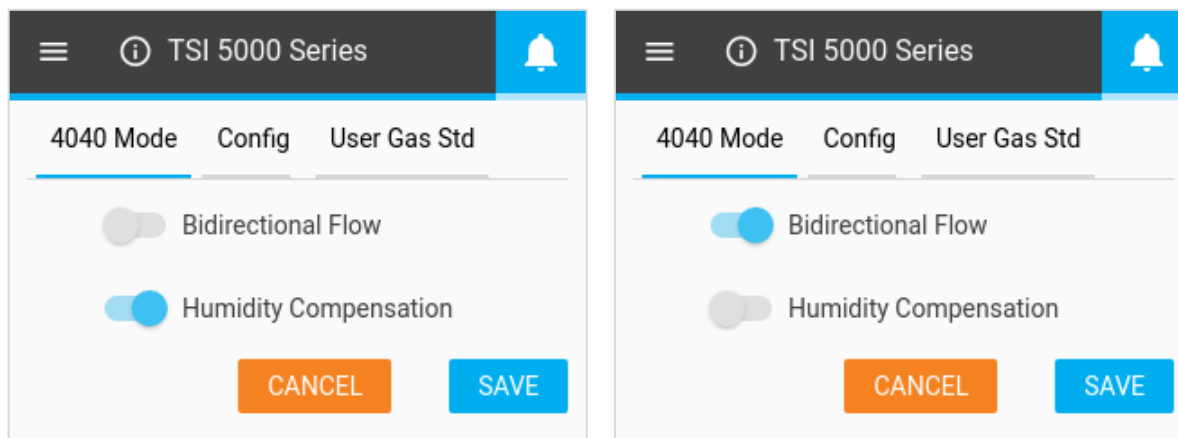 TSI 5000 Series
4040 Mode Config User Gas Std
Bidirectional Flow
Humidity Compensation
CANCEL SAVE
TSI 5000 Series
4040 Mode Config User Gas Std
Bidirectional Flow
Humidity Compensation
CANCEL SAVE